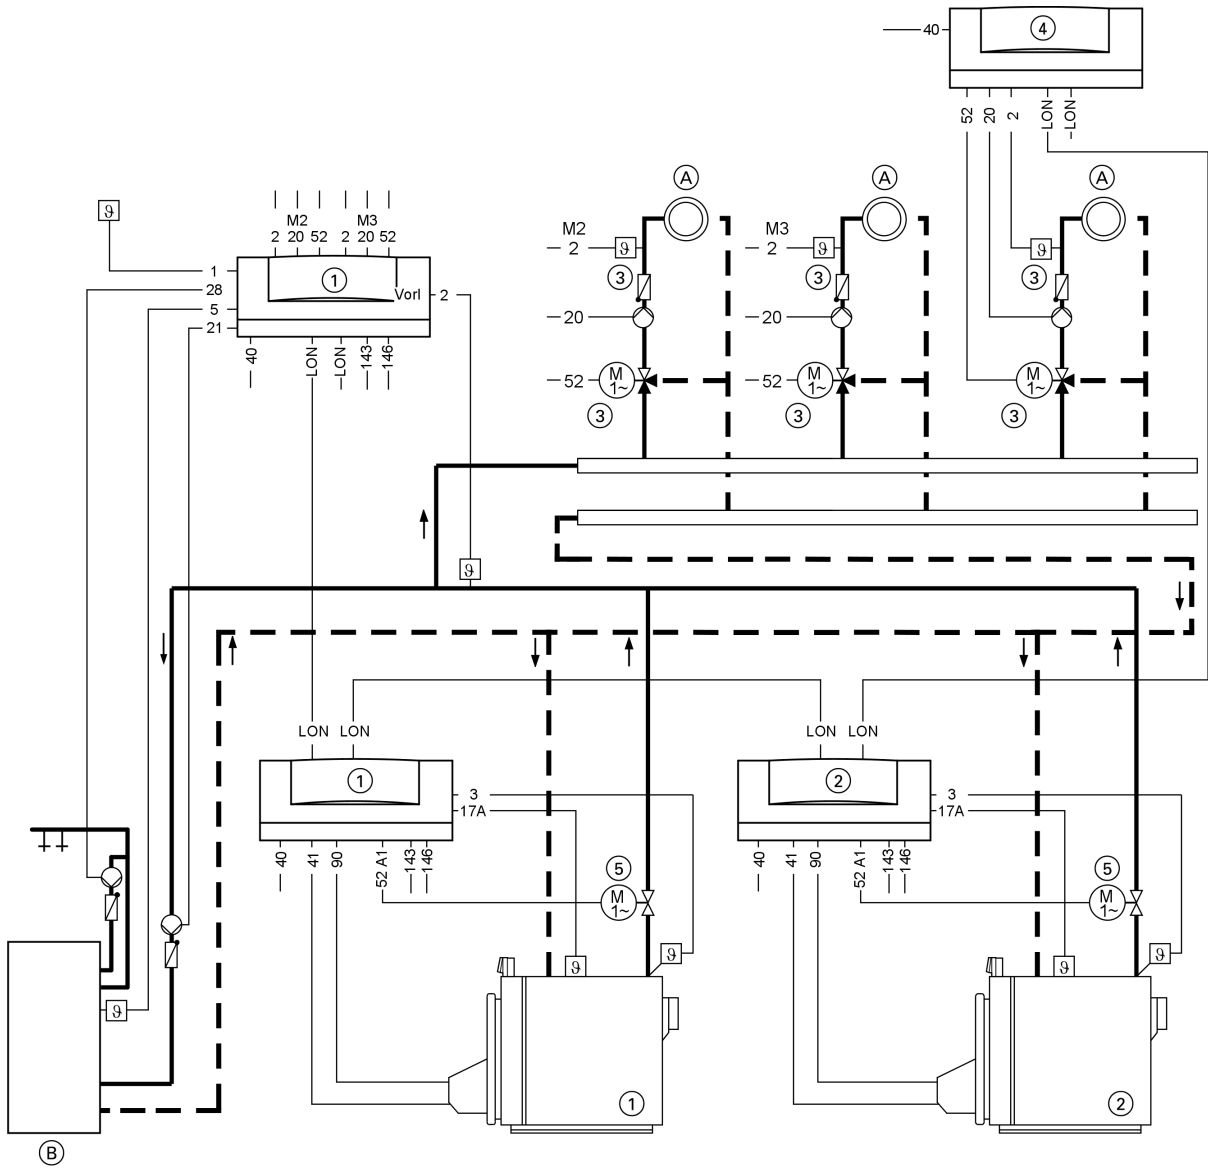 40
4
52 20 2 LON LON
A A A
ϑ
M2 M3
2 20 52 2 20 52
M2
2 ϑ
M3
2 ϑ
ϑ
1
28
5
21
1
Vorl
2
3 3 3
20 20
40 LON LON 143 146
52 M 1~
52 M 1~
M 1~
3 3 3
ϑ
LON LON
LON LON
1
3
17A
2
3
17A
40 41 90 52 A1 143 146
40 41 90 52 A1 143 146
5
M 1~
5
M 1~
ϑ ϑ
ϑ ϑ
ϑ
1
2
B